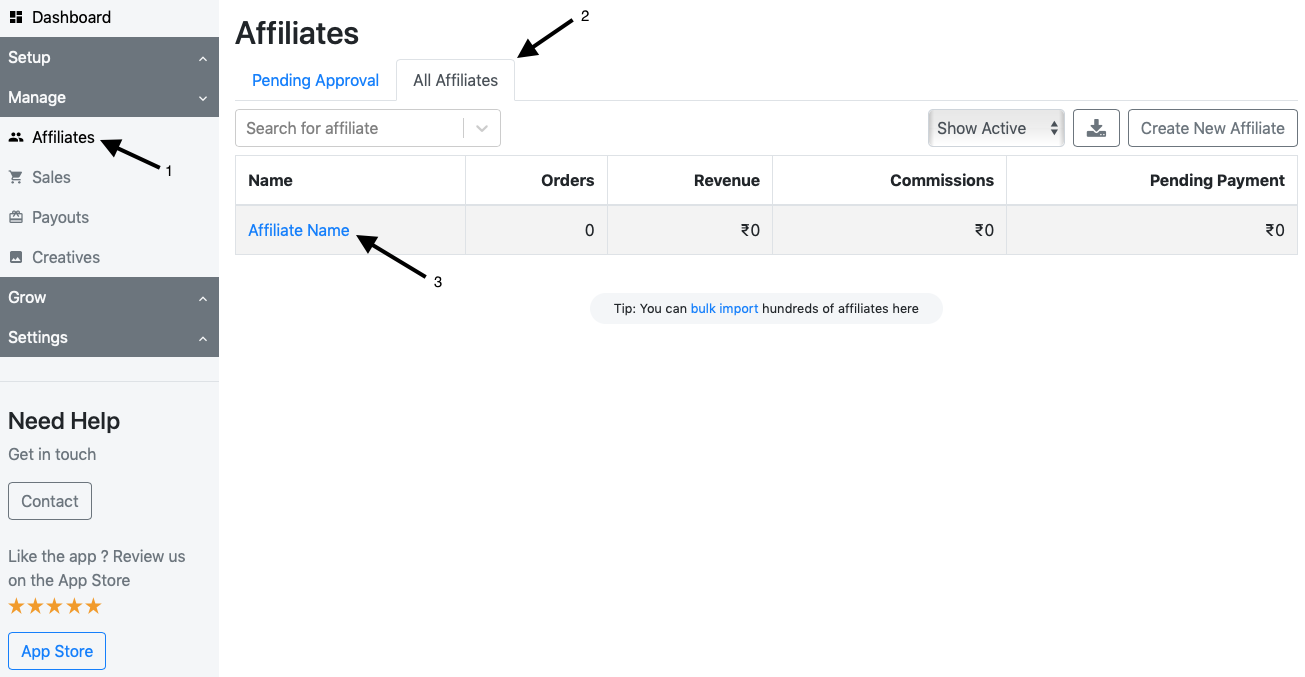 Dashboard
Setup
Manage
Affiliates
1
Sales
Payouts
Creatives
Grow
Settings
Need Help
Get in touch
Contact
Like the app ? Review us
on the App Store
App Store
Affiliates
2
Pending Approval All Affiliates
Search for affiliate Show Active Create New Affiliate
Name Orders Revenue Commissions Pending Payment
Affiliate Name 0 ₹0 ₹0 ₹0
3
Tip: You can bulk import hundreds of affiliates here